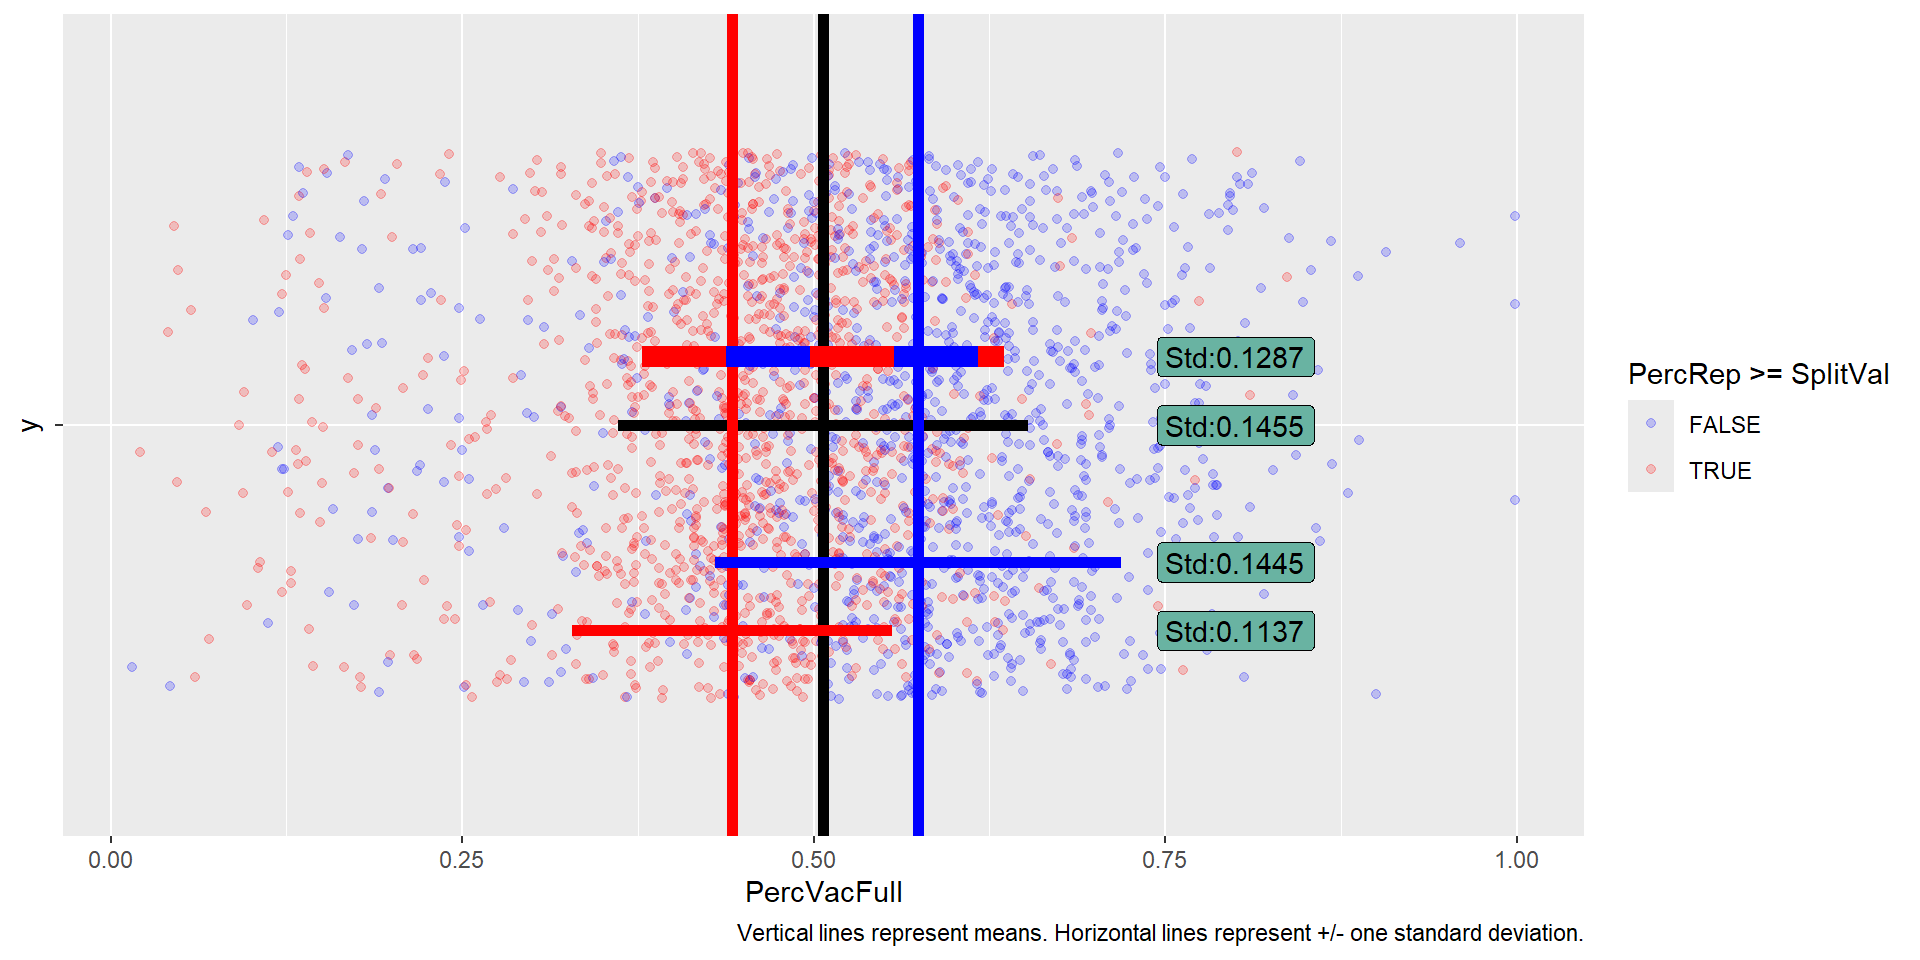 Std:0.1287
Std:0.1455
Std:0.1445
Std:0.1137
y
0.00 0.25 0.50 0.75 1.00
PercVacFull
Vertical lines represent means. Horizontal lines represent +/- one standard deviation.
PercRep >= SplitVal
FALSE
TRUE